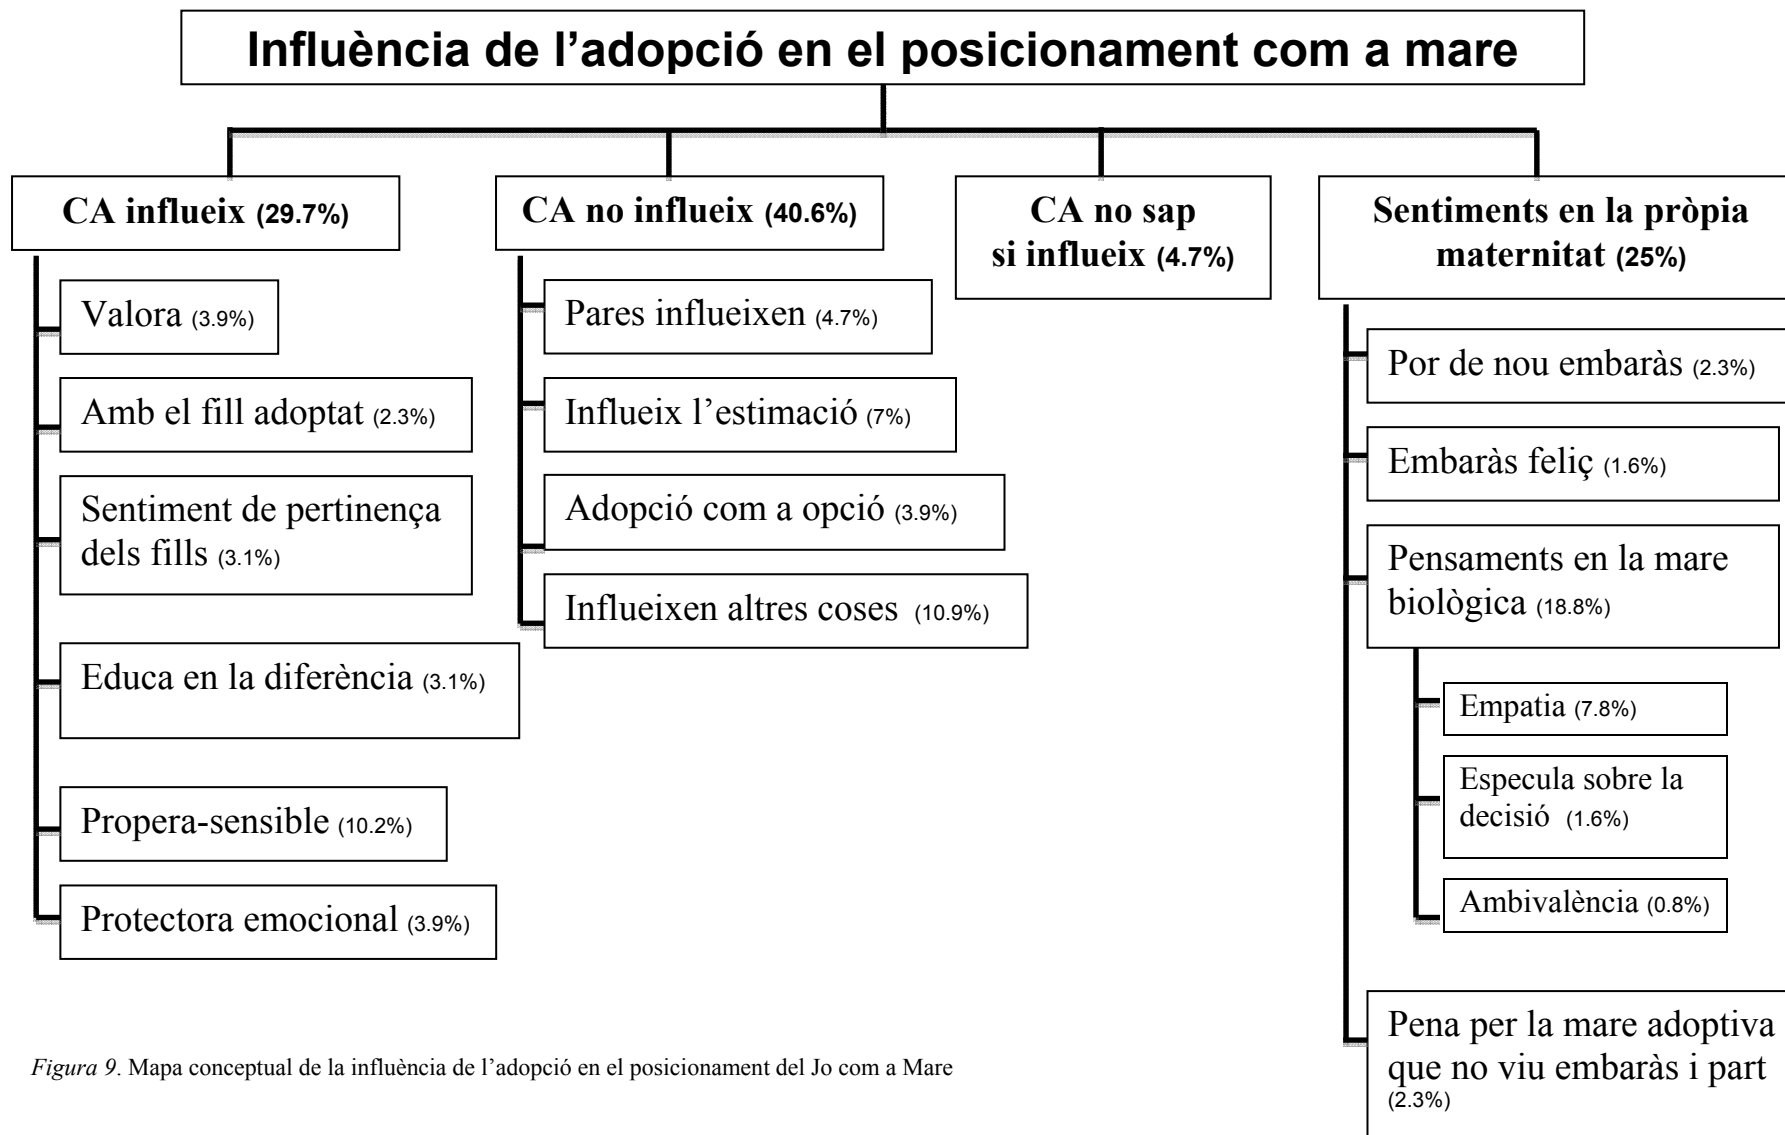 Influència de l’adopció en el posicionament com a mare
CA influeix (29.7%)
Valora (3.9%)
Amb el fill adoptat (2.3%)
Sentiment de pertinença
dels fills (3.1%)
Educa en la diferència (3.1%)
Propera-sensible (10.2%)
Protectora emocional (3.9%)
CA no influeix (40.6%)
Pares influeixen (4.7%)
Influeix l’estimació (7%)
Adopció com a opció (3.9%)
Influeixen altres coses (10.9%)
CA no sap
si influeix (4.7%)
Sentiments en la pròpia
maternitat (25%)
Por de nou embaràs (2.3%)
Embaràs feliç (1.6%)
Pensaments en la mare
biològica (18.8%)
Empatia (7.8%)
Especula sobre la
decisió (1.6%)
Ambivalència (0.8%)
Pena per la mare adoptiva
que no viu embaràs i part
(2.3%)
Figura 9. Mapa conceptual de la influència de l’adopció en el posicionament del Jo com a Mare